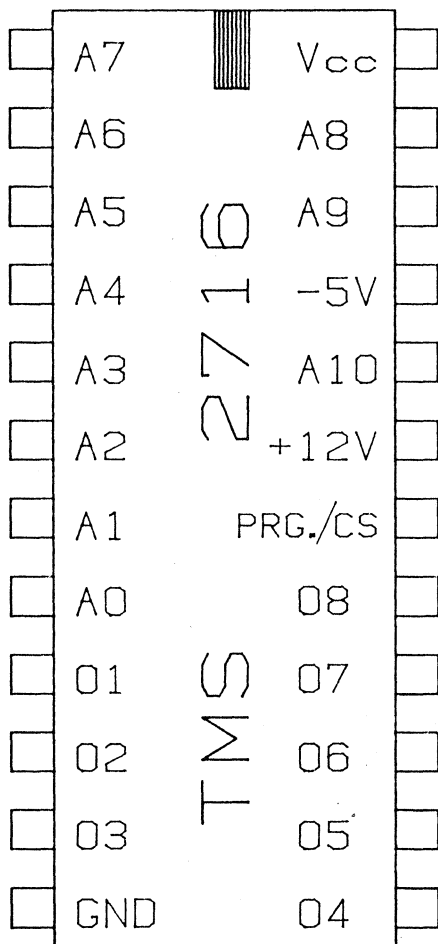 A7 Vcc
A6 A8
A5 A9
A4 -5V
A3 A10
A2 +12V
A1 PRG./CS
A0 O8
O1 O7
O2 O6
O3 O5
GND O4
TMS 2716